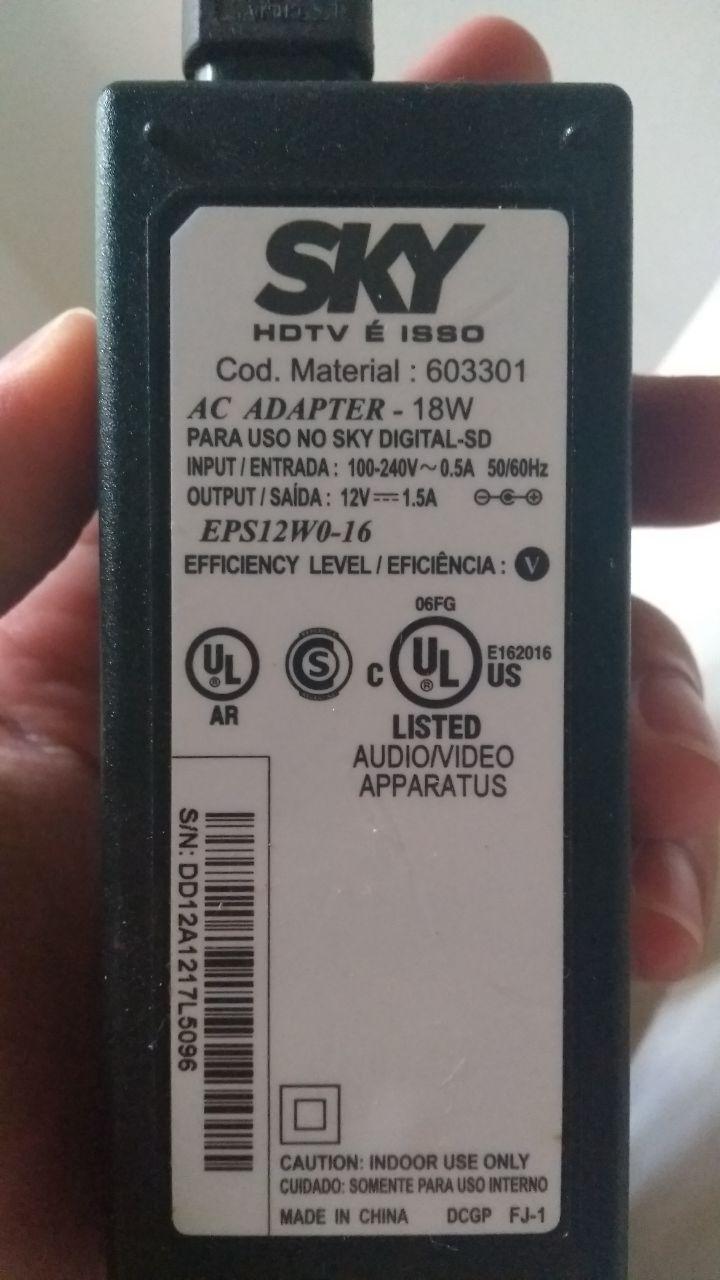 SKY
HDTV É ISSO
Cod. Material : 603301
AC ADAPTER - 18W
PARA USO NO SKY DIGITAL-SD
INPUT / ENTRADA : 100-240V~0.5A 50/60Hz
OUTPUT / SAÍDA : 12V⎓1.5A
EPS12W0-16
EFFICIENCY LEVEL / EFICIÊNCIA : V
UL ®
AR
S
06FG
C UL ® US
E162016
LISTED
AUDIO/VIDEO
APPARATUS
S/N: DD12A1217L5096
CAUTION: INDOOR USE ONLY
CUIDADO: SOMENTE PARA USO INTERNO
MADE IN CHINA DCGP FJ-1